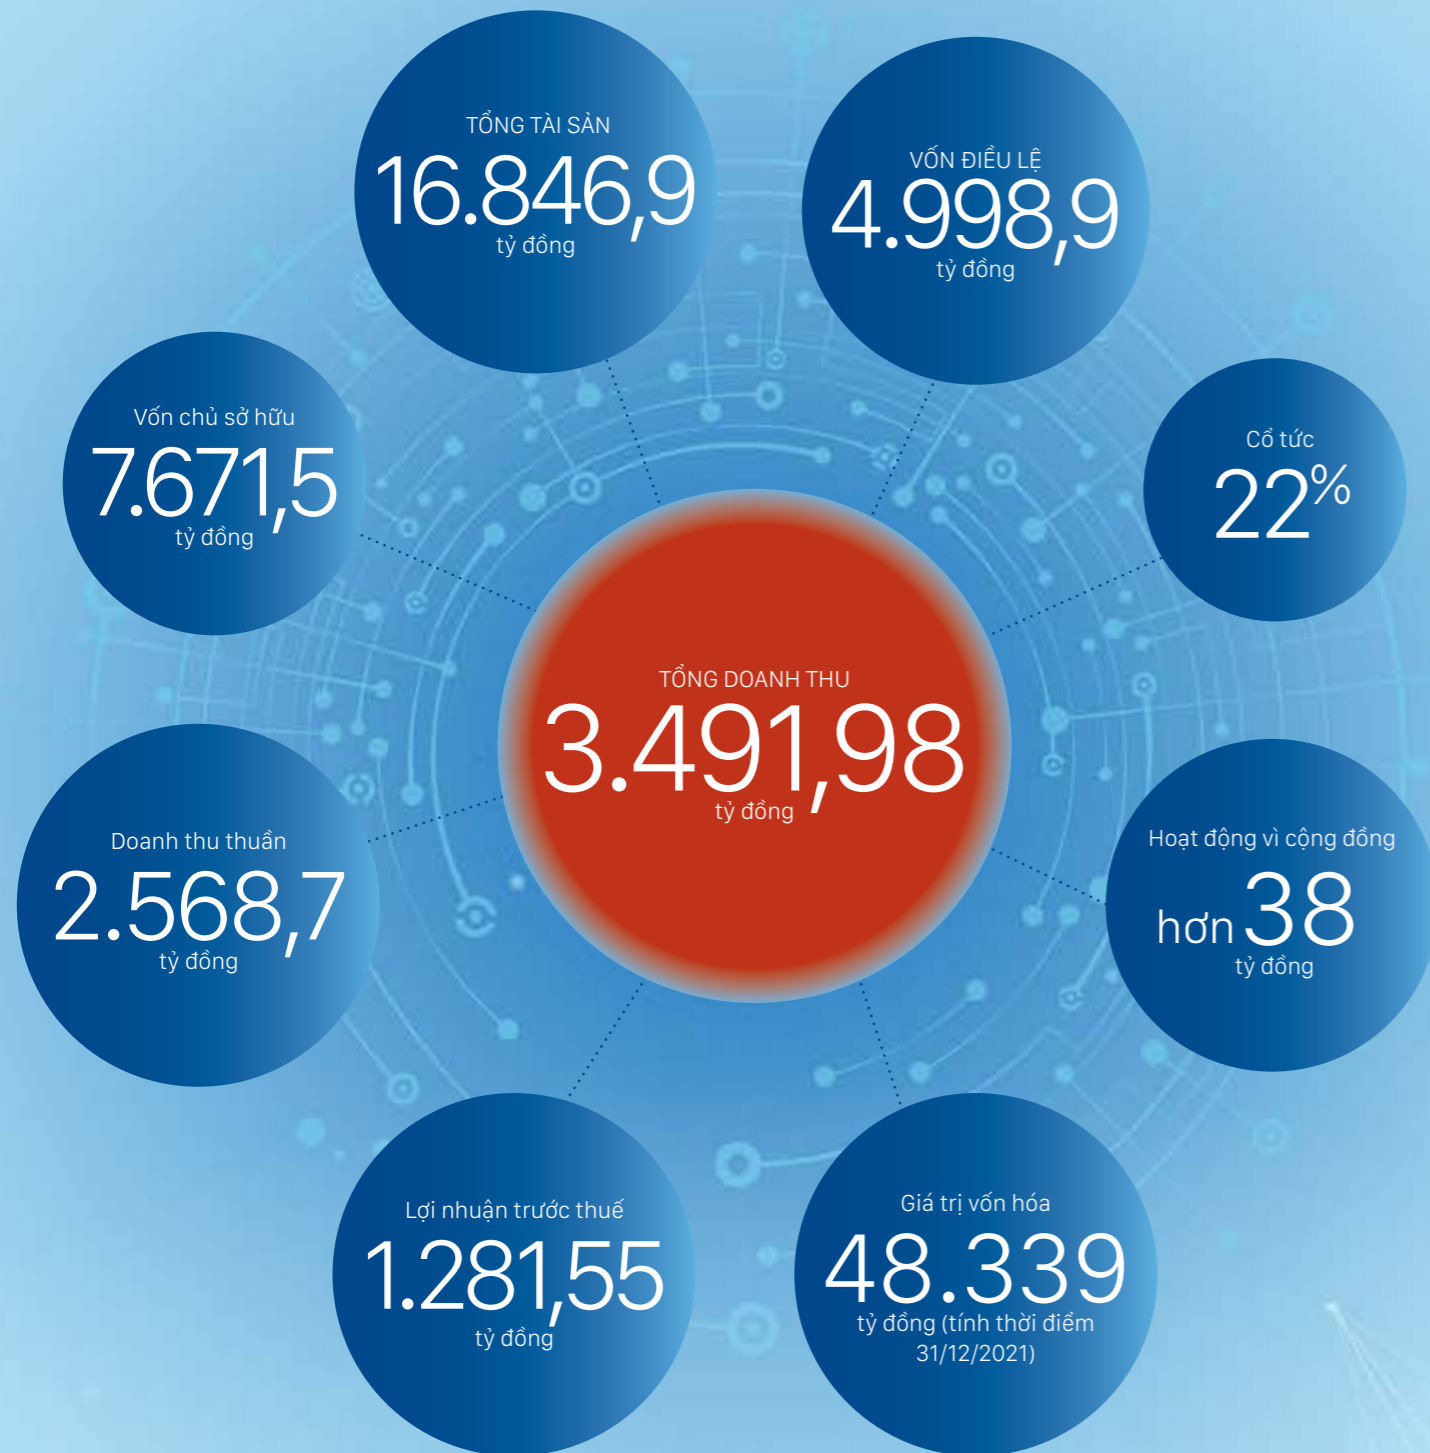 TỔNG TÀI SẢN
16.846,9
tỷ đồng
VỐN ĐIỀU LỆ
4.998,9
tỷ đồng
Vốn chủ sở hữu
7.671,5
tỷ đồng
Cổ tức
22%
TỔNG DOANH THU
3.491,98
tỷ đồng
Doanh thu thuần
2.568,7
tỷ đồng
Hoạt động vì cộng đồng
hơn 38
tỷ đồng
Lợi nhuận trước thuế
1.281,55
tỷ đồng
Giá trị vốn hóa
48.339
tỷ đồng (tính thời điểm
31/12/2021)